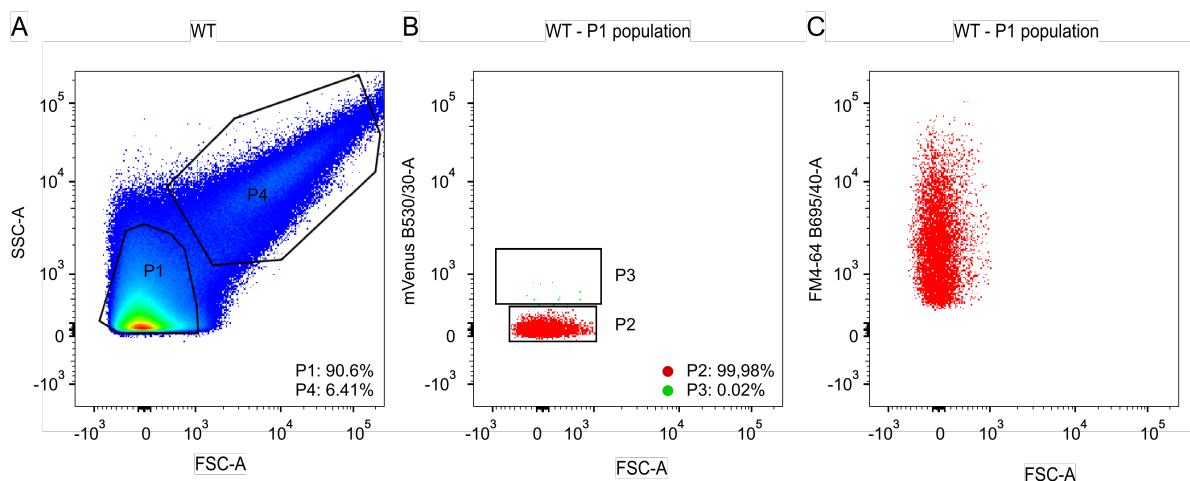 A
WT
SSC-A
10^5
10^4
10^3
0
-10^3
P4
P1
P1: 90.6%
P4: 6.41%
-10^3
0
10^3
10^4
10^5
FSC-A
B
WT - P1 population
mVenus B530/30-A
10^5
10^4
10^3
0
-10^3
P3
P2
P2: 99,98%
P3: 0.02%
-10^3
0
10^3
10^4
10^5
FSC-A
C
WT - P1 population
FM4-64 B695/40-A
10^5
10^4
10^3
0
-10^3
-10^3
0
10^3
10^4
10^5
FSC-A